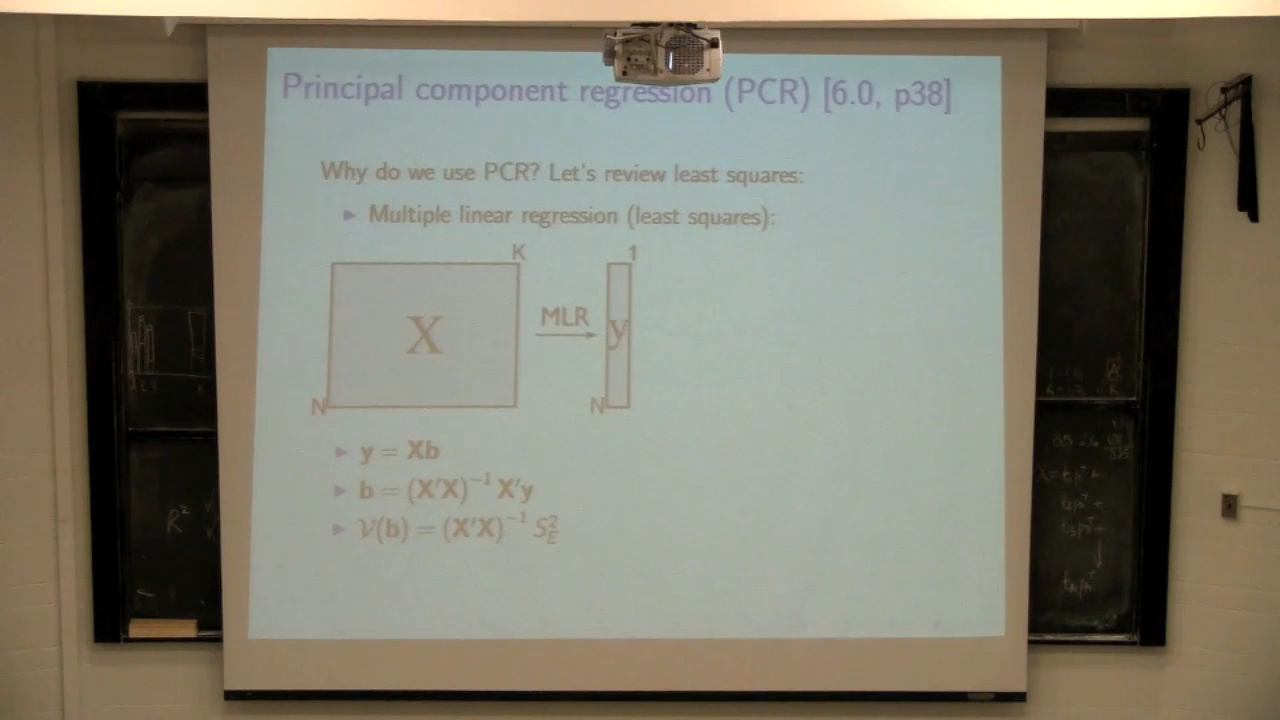 Principal component regression (PCR) [6.0, p38]
Why do we use PCR? Let's review least squares:
▶ Multiple linear regression (least squares):
K 1
X MLR y
N N
▶ y = Xb
▶ b = (X′X)⁻¹ X′y
▶ 𝒱(b) = (X′X)⁻¹ S²_E
R²